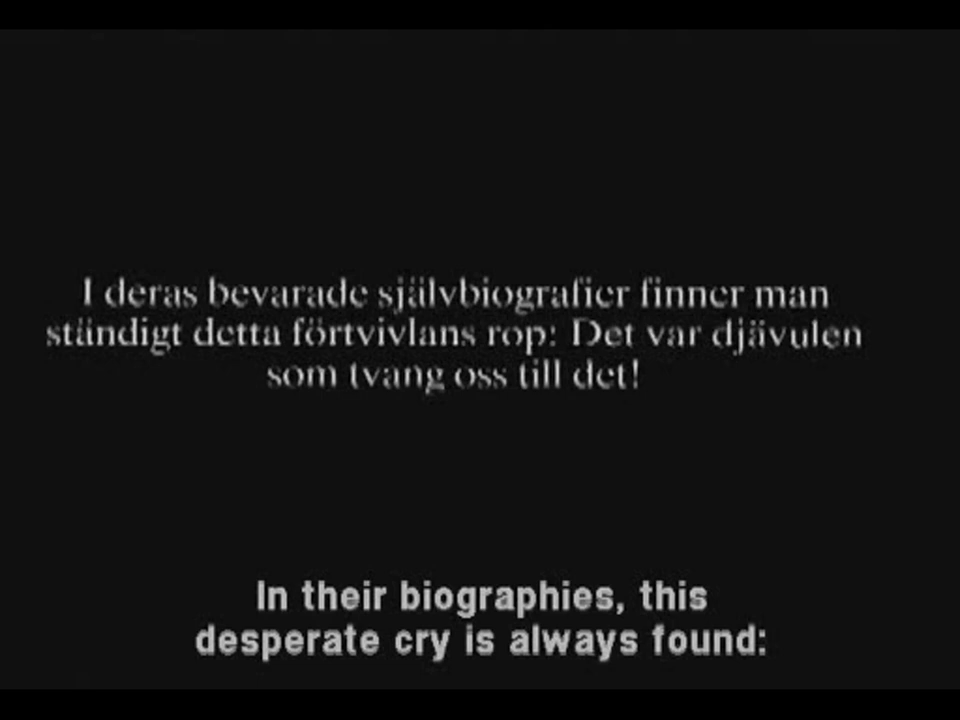 I deras bevarade självbiografier finner man
ständigt detta förtvivlans rop: Det var djävulen
som tvang oss till det!
In their biographies, this
desperate cry is always found: